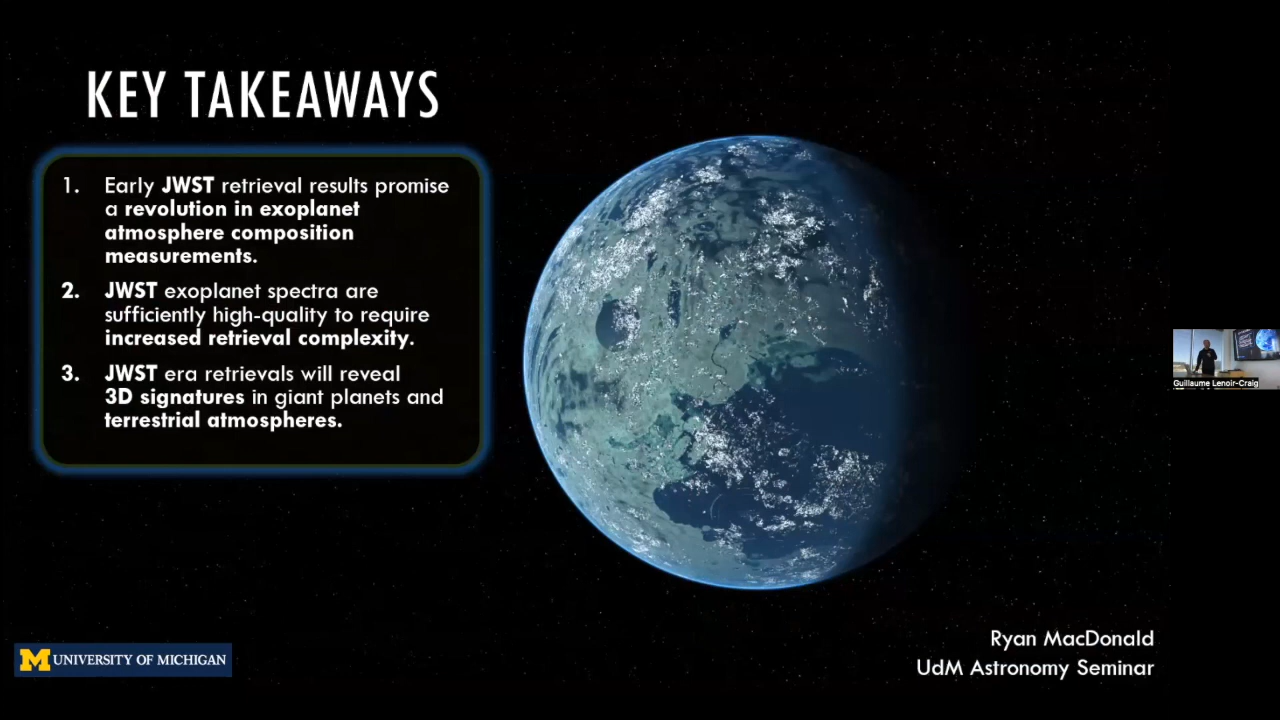 KEY TAKEAWAYS
1. Early JWST retrieval results promise
a revolution in exoplanet
atmosphere composition
measurements.
2. JWST exoplanet spectra are
sufficiently high-quality to require
increased retrieval complexity.
3. JWST era retrievals will reveal
3D signatures in giant planets and
terrestrial atmospheres.
Guillaume Lenoir-Craig
Ryan MacDonald
UdM Astronomy Seminar
M UNIVERSITY OF MICHIGAN